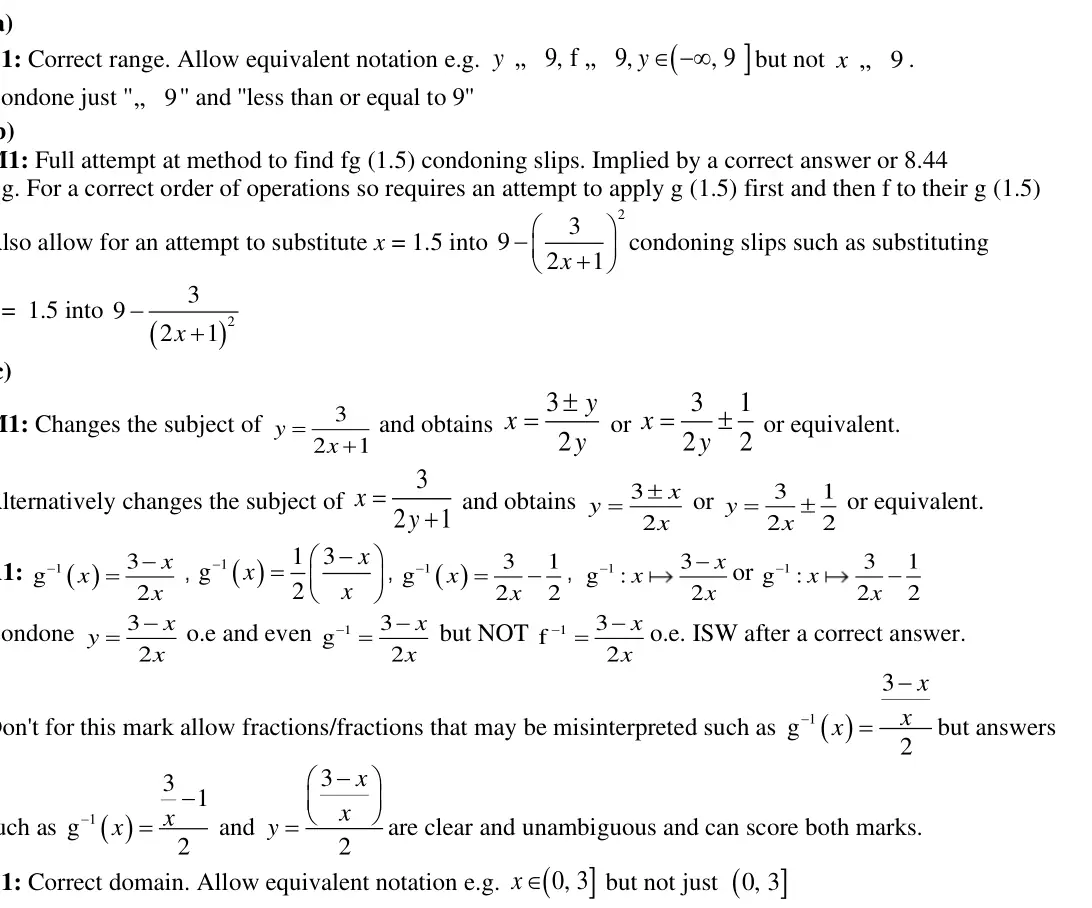 a)
1: Correct range. Allow equivalent notation e.g. y „ 9, f „ 9, y ∈ (−∞, 9 ] but not x „ 9 .
ondone just "„ 9" and "less than or equal to 9"
b)
M1: Full attempt at method to find fg (1.5) condoning slips. Implied by a correct answer or 8.44
g. For a correct order of operations so requires an attempt to apply g (1.5) first and then f to their g (1.5)
Also allow for an attempt to substitute x = 1.5 into 9 − (3/(2x+1))² condoning slips such as substituting
= 1.5 into 9 − 3/(2x+1)²
c)
M1: Changes the subject of y = 3/(2x+1) and obtains x = (3 ± y)/(2y) or x = 3/(2y) ± 1/2 or equivalent.
Alternatively changes the subject of x = 3/(2y+1) and obtains y = (3 ± x)/(2x) or y = 3/(2x) ± 1/2 or equivalent.
1: g⁻¹(x) = (3 − x)/(2x) , g⁻¹(x) = 1/2((3 − x)/x), g⁻¹(x) = 3/(2x) − 1/2 , g⁻¹ : x ↦ (3 − x)/(2x) or g⁻¹ : x ↦ 3/(2x) − 1/2
ondone y = (3 − x)/(2x) o.e and even g⁻¹ = (3 − x)/(2x) but NOT f⁻¹ = (3 − x)/(2x) o.e. ISW after a correct answer.
Don't for this mark allow fractions/fractions that may be misinterpreted such as g⁻¹(x) = ((3 − x)/x)/2 but answers
uch as g⁻¹(x) = (3/x − 1)/2 and y = ((3 − x)/x)/2 are clear and unambiguous and can score both marks.
1: Correct domain. Allow equivalent notation e.g. x ∈ (0, 3] but not just (0, 3]